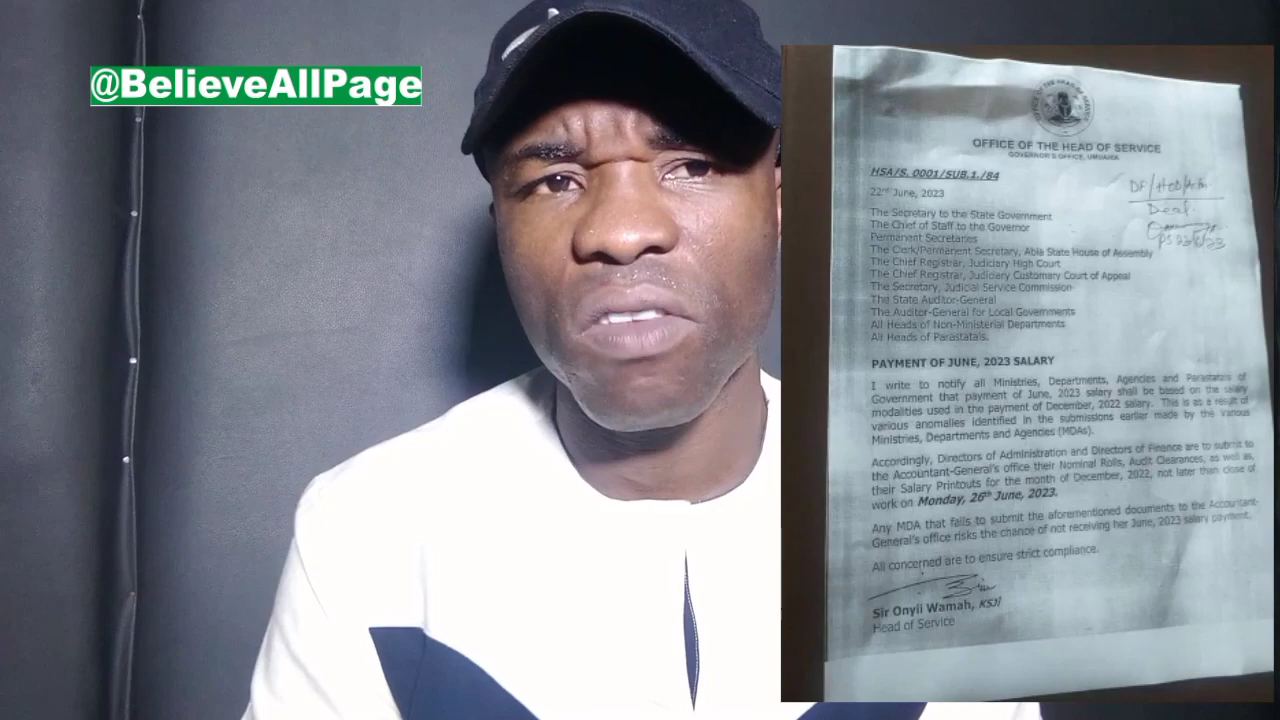 @BelieveAllPage
OFFICE OF THE HEAD OF SERVICE
GOVERNOR'S OFFICE, UMUAHIA
HSA/S. 0001/SUB.1./84
22nd June, 2023
DF/HOD/
Deal.
The Secretary to the State Government
The Chief of Staff to the Governor
Permanent Secretaries
The Clerk/Permanent Secretary, Abia State House of Assembly
The Chief Registrar, Judiciary High Court
The Chief Registrar, Judiciary Customary Court of Appeal
The Secretary, Judicial Service Commission
The State Auditor-General
The Auditor-General for Local Governments
All Heads of Non-Ministerial Departments
All Heads of Parastatals.
PAYMENT OF JUNE, 2023 SALARY
I write to notify all Ministries, Departments, Agencies and Parastatals of
Government that payment of June, 2023 salary shall be based on the salary
modalities used in the payment of December, 2022 salary. This is as a result of
various anomalies identified in the submissions earlier made by the various
Ministries, Departments and Agencies (MDAs).
Accordingly, Directors of Administration and Directors of Finance are to submit to
the Accountant-General's office their Nominal Rolls, Audit Clearances, as well as,
their Salary Printouts for the month of December, 2022, not later than close of
work on Monday, 26th June, 2023.
Any MDA that fails to submit the aforementioned documents to the Accountant-
General's office risks the chance of not receiving her June, 2023 salary payment.
All concerned are to ensure strict compliance.
Sir Onyii Wamah, KSJI
Head of Service